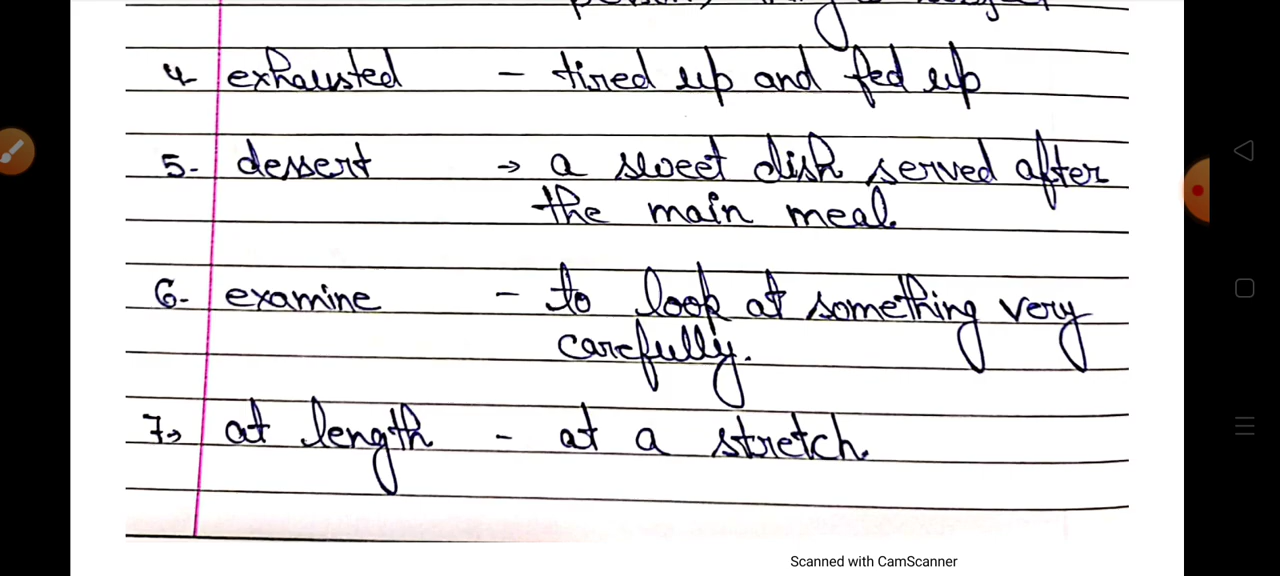 4. exhausted - tired up and fed up
5- dessert → a sweet dish served after
the main meal.
6- examine - to look at something very
carefully.
7→ at length - at a stretch.
Scanned with CamScanner